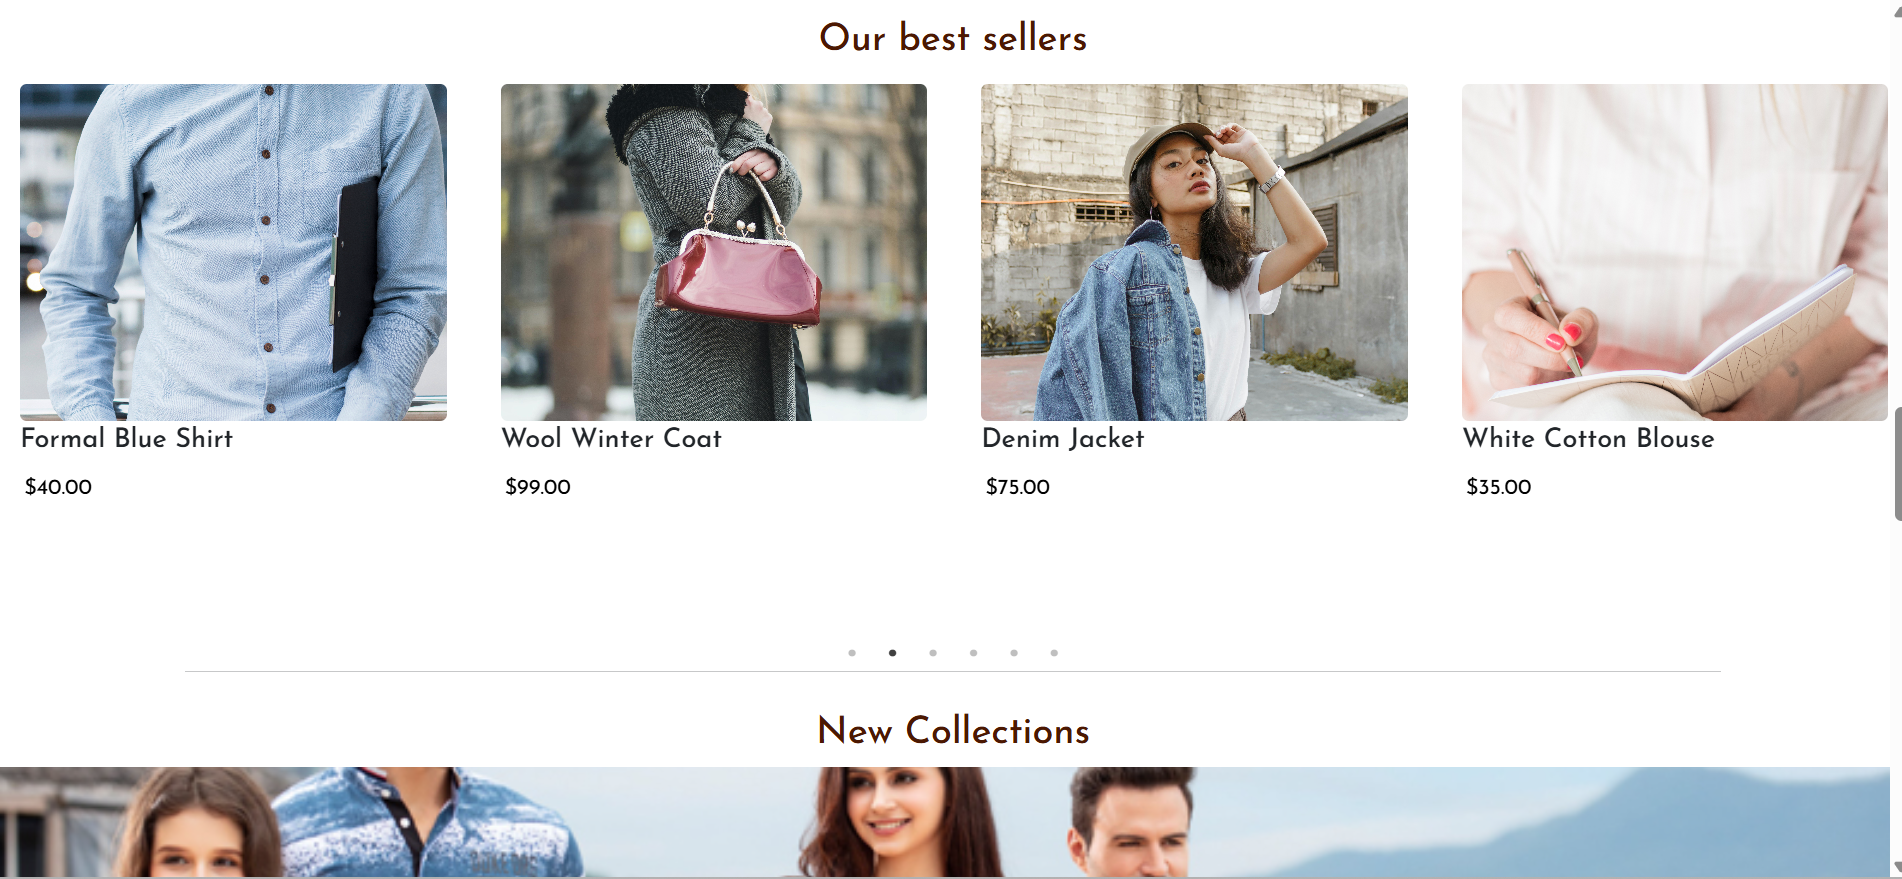 Our best sellers
Formal Blue Shirt
Wool Winter Coat
Denim Jacket
White Cotton Blouse
$40.00
$99.00
$75.00
$35.00
New Collections